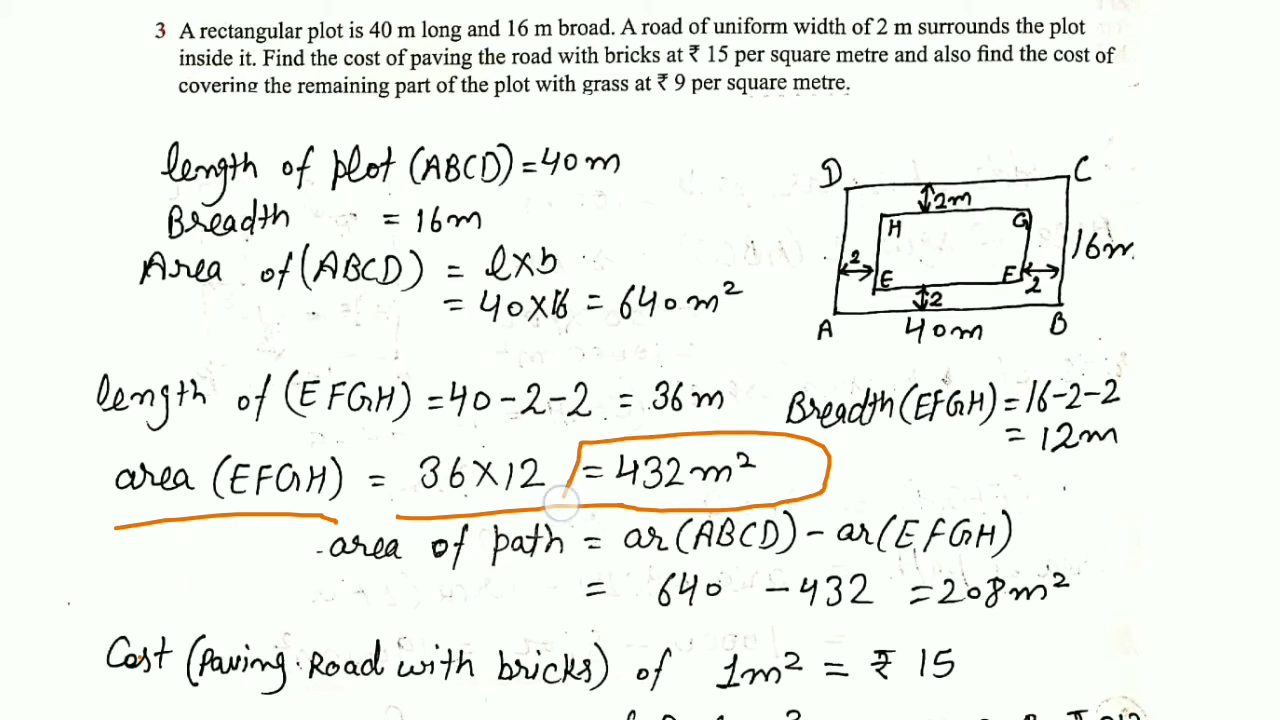 3 A rectangular plot is 40 m long and 16 m broad. A road of uniform width of 2 m surrounds the plot
inside it. Find the cost of paving the road with bricks at ₹ 15 per square metre and also find the cost of
covering the remaining part of the plot with grass at ₹ 9 per square metre.
length of plot (ABCD) = 40 m
Breadth = 16 m
Area of (ABCD) = l × b
= 40 × 16 = 640 m²
D C
2m
H G
16m
2 E F 2
2
A 40m B
length of (EFGH) = 40 - 2 - 2 = 36 m
Breadth (EFGH) = 16 - 2 - 2
= 12 m
area (EFGH) = 36 × 12 = 432 m²
area of path = ar (ABCD) - ar (EFGH)
= 640 - 432 = 208 m²
Cost (Paving Road with bricks) of 1m² = ₹ 15